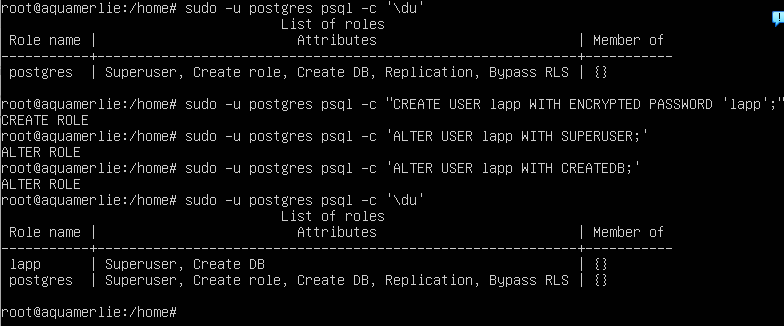 root@aquamerlie:/home# sudo -u postgres psql -c '\du'
                                   List of roles
 Role name |                         Attributes                         | Member of
-----------+------------------------------------------------------------+-----------
 postgres  | Superuser, Create role, Create DB, Replication, Bypass RLS | {}

root@aquamerlie:/home# sudo -u postgres psql -c "CREATE USER lapp WITH ENCRYPTED PASSWORD 'lapp';"
CREATE ROLE
root@aquamerlie:/home# sudo -u postgres psql -c 'ALTER USER lapp WITH SUPERUSER;'
ALTER ROLE
root@aquamerlie:/home# sudo -u postgres psql -c 'ALTER USER lapp WITH CREATEDB;'
ALTER ROLE
root@aquamerlie:/home# sudo -u postgres psql -c '\du'
                                   List of roles
 Role name |                         Attributes                         | Member of
-----------+------------------------------------------------------------+-----------
 lapp      | Superuser, Create DB                                       | {}
 postgres  | Superuser, Create role, Create DB, Replication, Bypass RLS | {}

root@aquamerlie:/home#